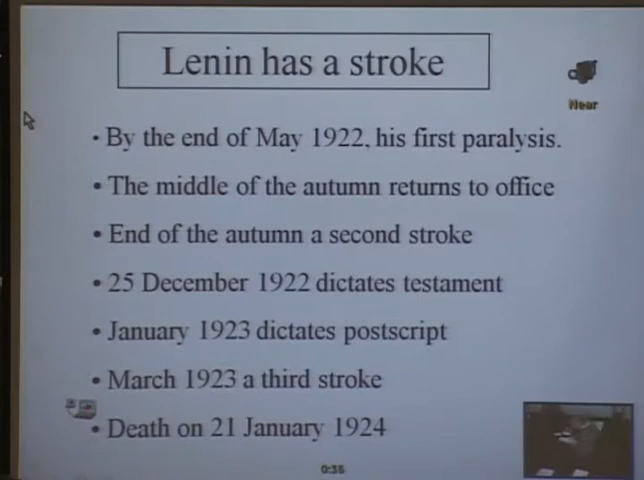 Lenin has a stroke
Near
• By the end of May 1922, his first paralysis.
• The middle of the autumn returns to office
• End of the autumn a second stroke
• 25 December 1922 dictates testament
• January 1923 dictates postscript
• March 1923 a third stroke
• Death on 21 January 1924
0:36